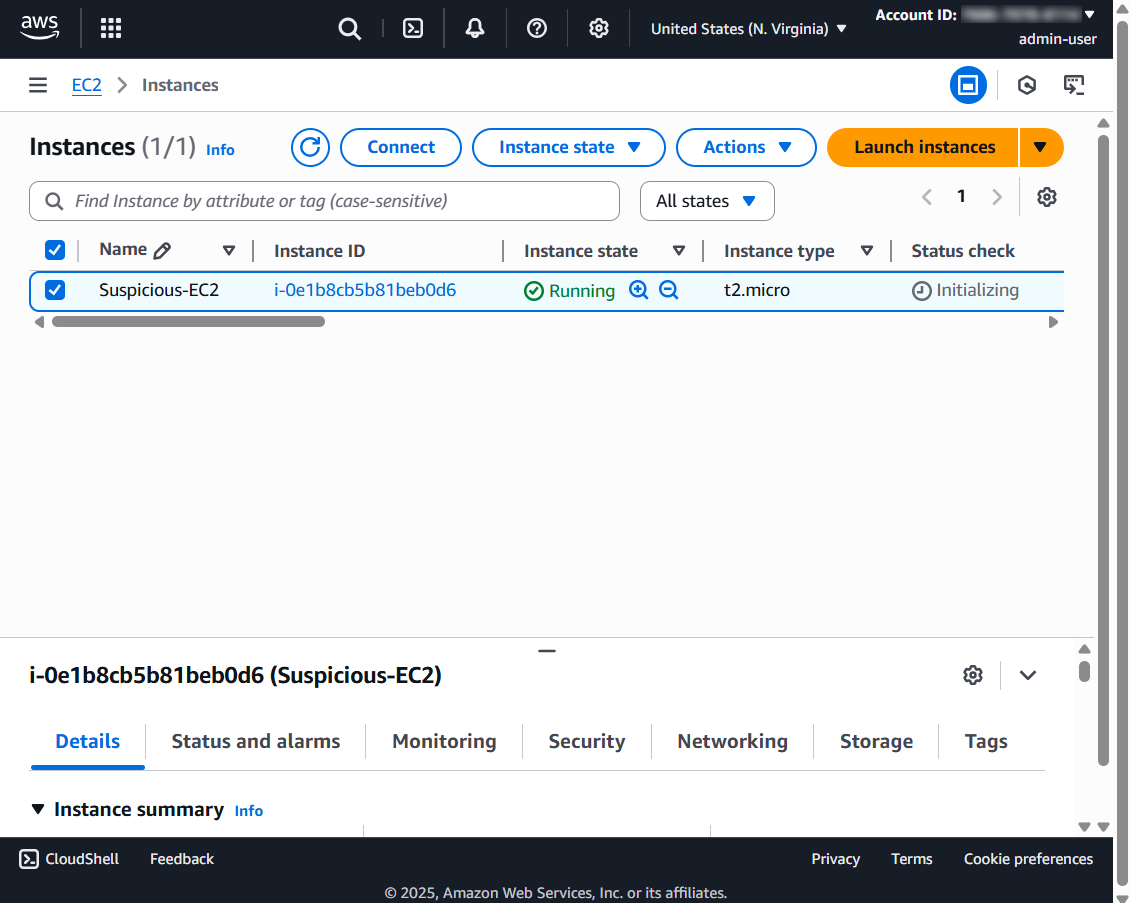 aws
United States (N. Virginia)
Account ID:
admin-user
EC2 Instances
Instances (1/1) Info
Connect
Instance state
Actions
Launch instances
Find Instance by attribute or tag (case-sensitive)
All states
1
Name Instance ID Instance state Instance type Status check
Suspicious-EC2 i-0e1b8cb5b81beb0d6 Running t2.micro Initializing
i-0e1b8cb5b81beb0d6 (Suspicious-EC2)
Details Status and alarms Monitoring Security Networking Storage Tags
Instance summary Info
CloudShell Feedback Privacy Terms Cookie preferences
© 2025, Amazon Web Services, Inc. or its affiliates.